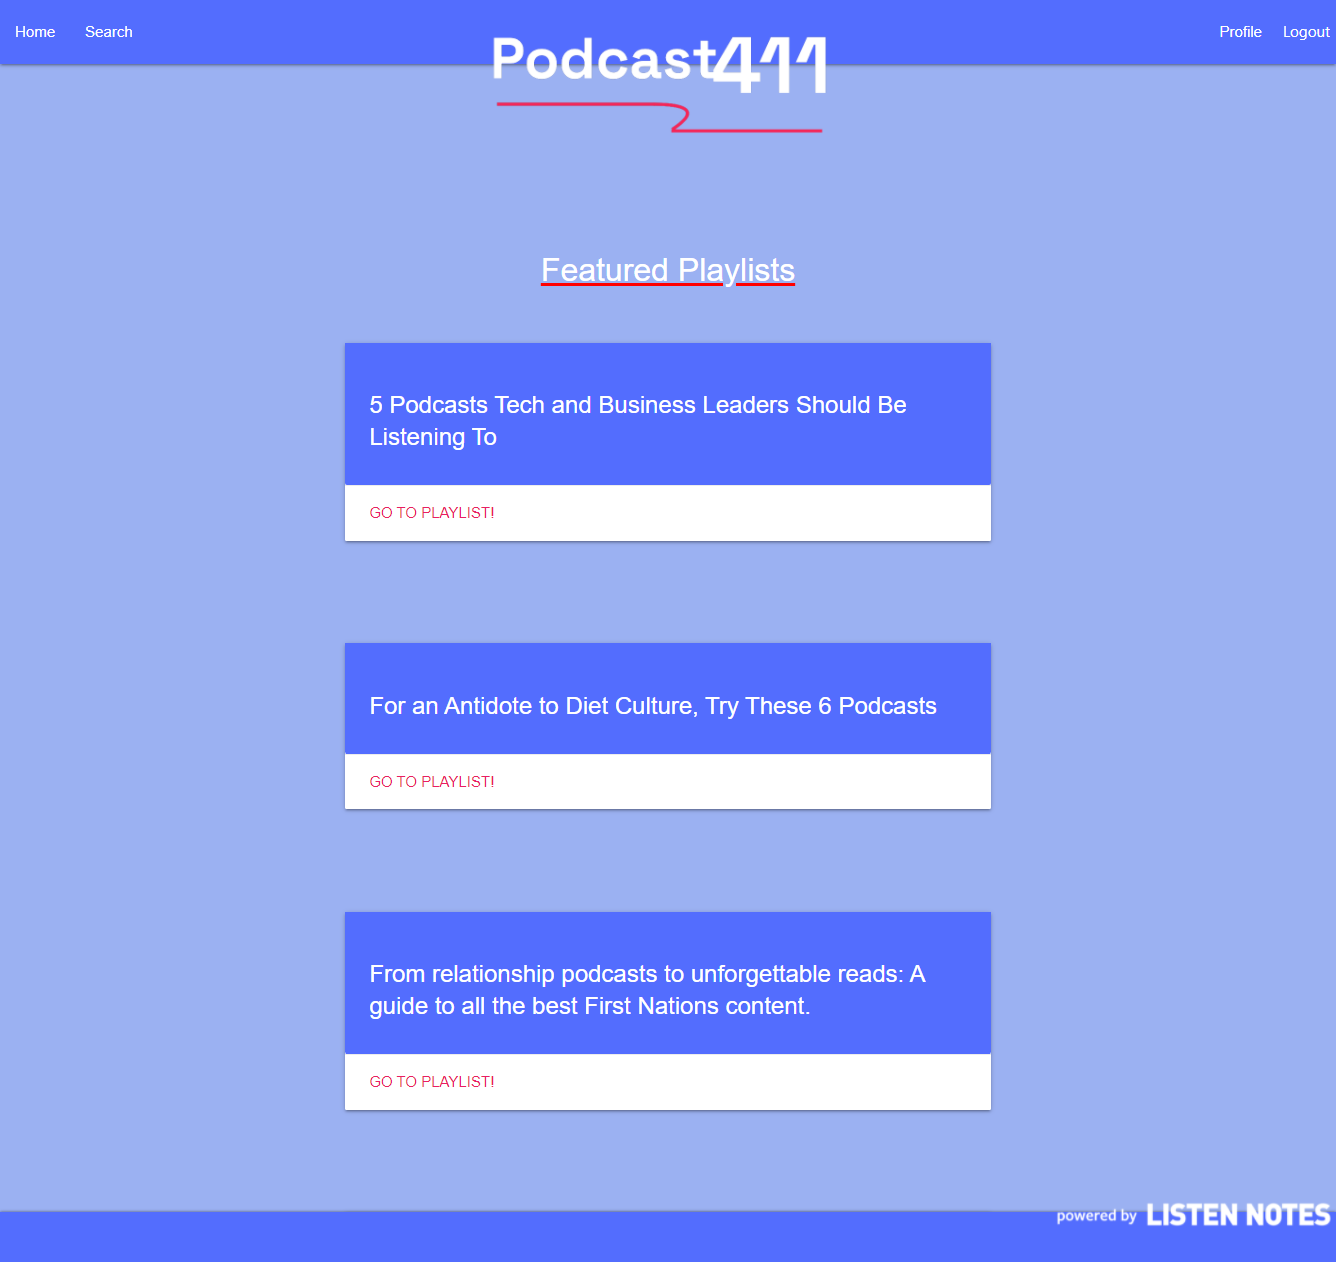 Home
Search
Profile
Logout
Podcast411
Featured Playlists
5 Podcasts Tech and Business Leaders Should Be
Listening To
GO TO PLAYLIST!
For an Antidote to Diet Culture, Try These 6 Podcasts
GO TO PLAYLIST!
From relationship podcasts to unforgettable reads: A
guide to all the best First Nations content.
GO TO PLAYLIST!
powered by LISTEN NOTES